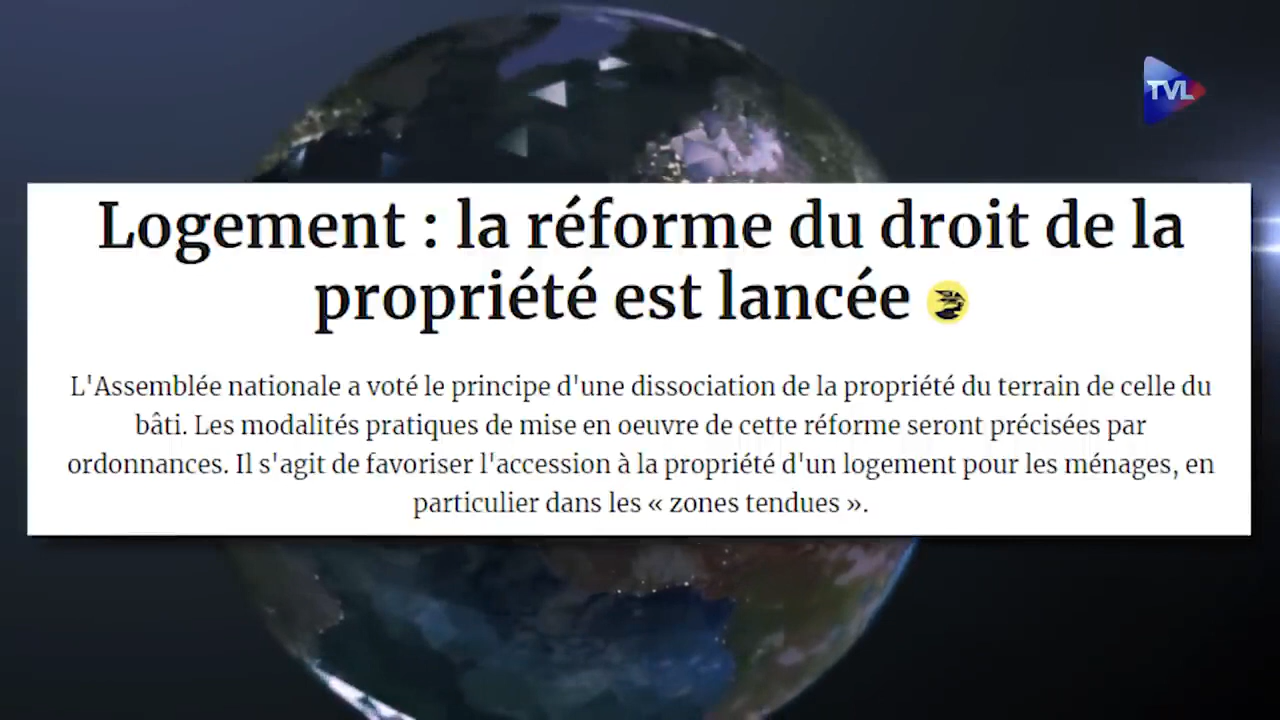 TVL
Logement : la réforme du droit de la
propriété est lancée
L'Assemblée nationale a voté le principe d'une dissociation de la propriété du terrain de celle du
bâti. Les modalités pratiques de mise en oeuvre de cette réforme seront précisées par
ordonnances. Il s'agit de favoriser l'accession à la propriété d'un logement pour les ménages, en
particulier dans les « zones tendues ».